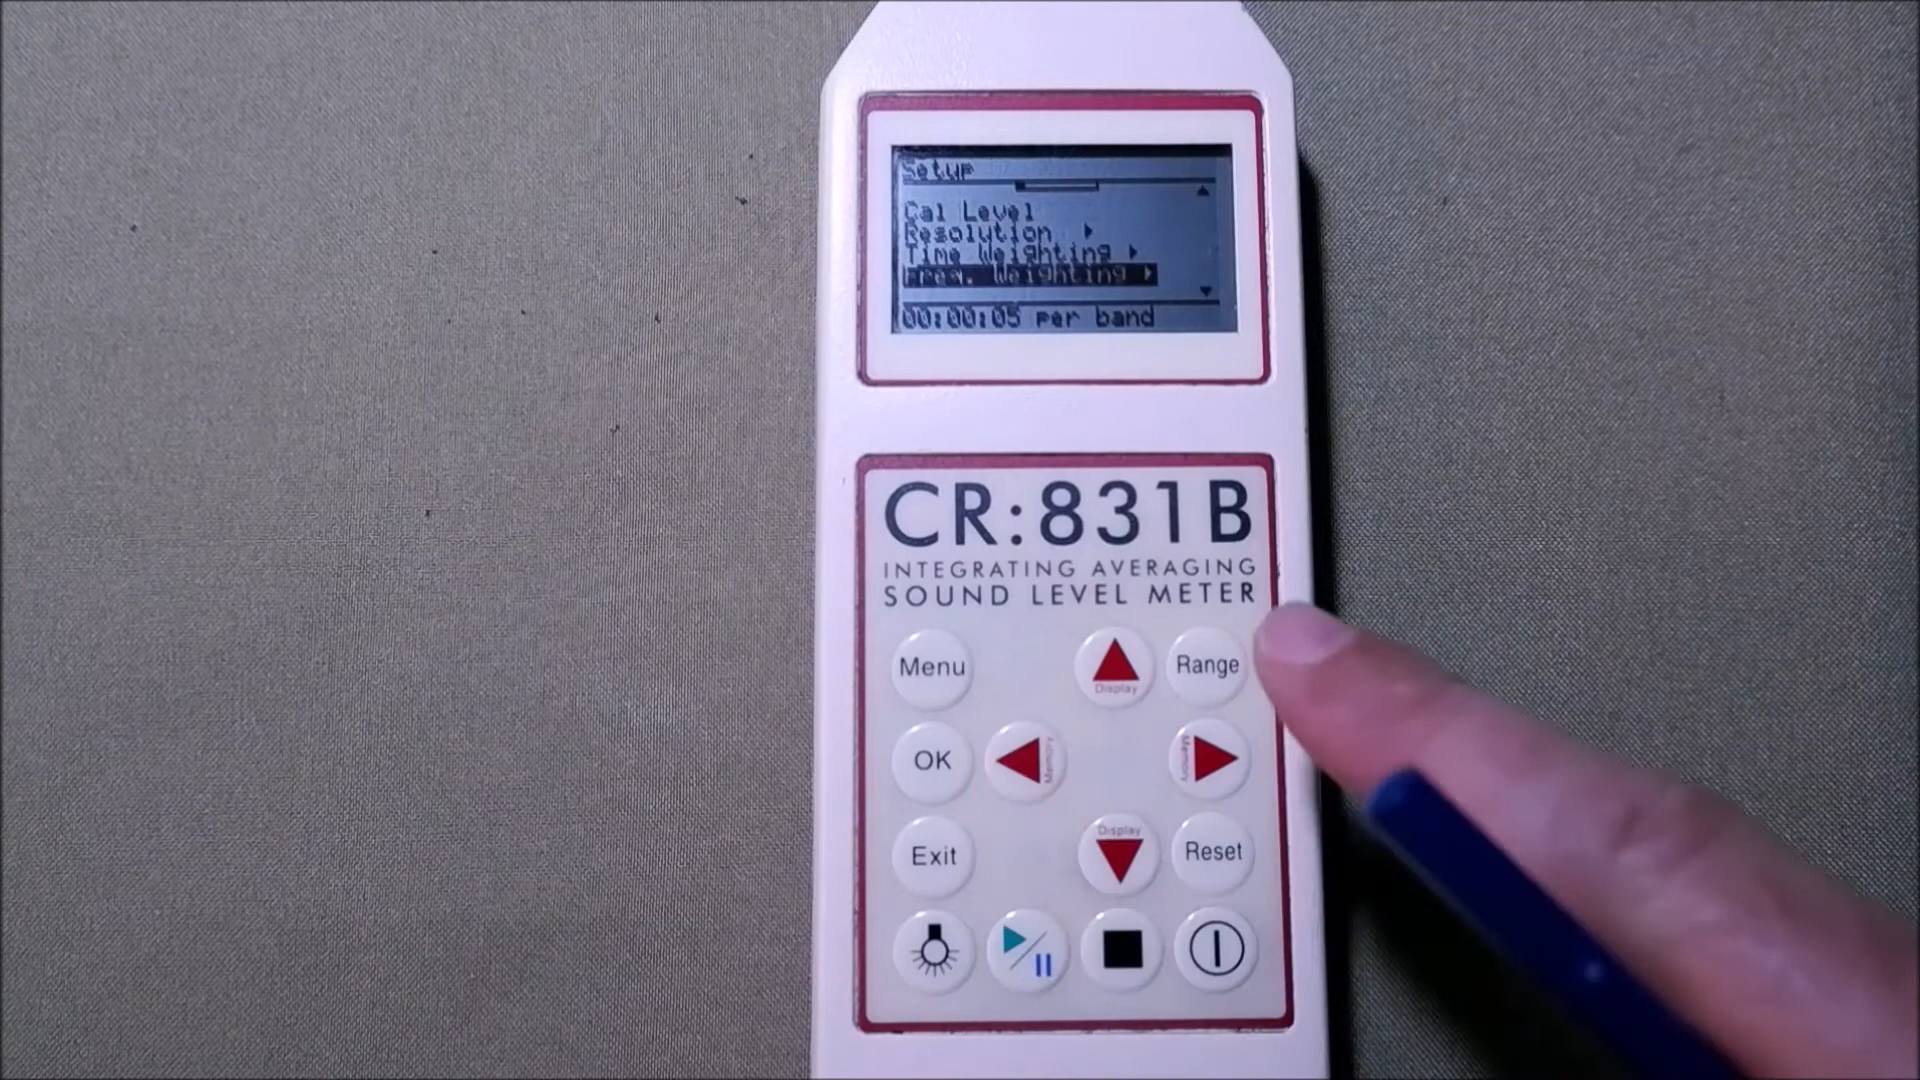 Setup
Cal Level
Resolution
Time Weighting
Freq. Weighting
00:00:05 per band
CR:831B
INTEGRATING AVERAGING
SOUND LEVEL METER
Menu
Display
Range
OK
Memory
Memory
Exit
Display
Reset